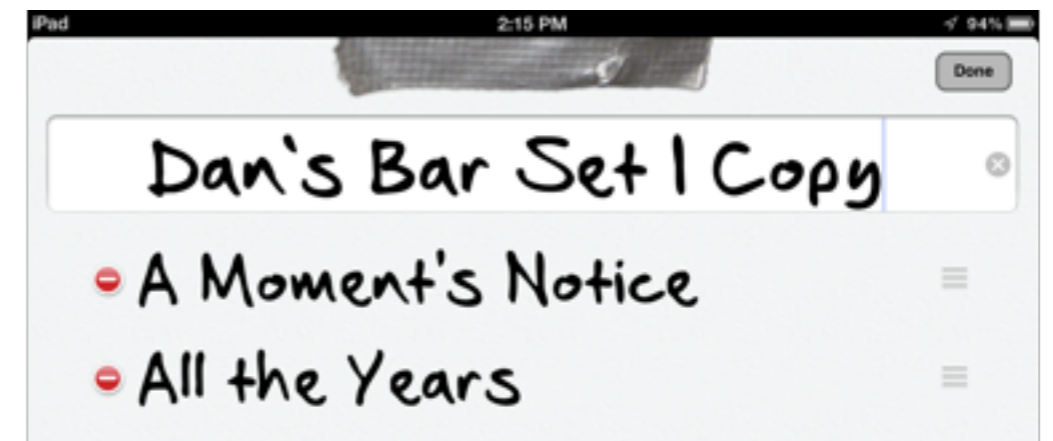 iPad 2:15 PM 94%
Done
Dan's Bar Set 1 Copy
A Moment's Notice
All the Years